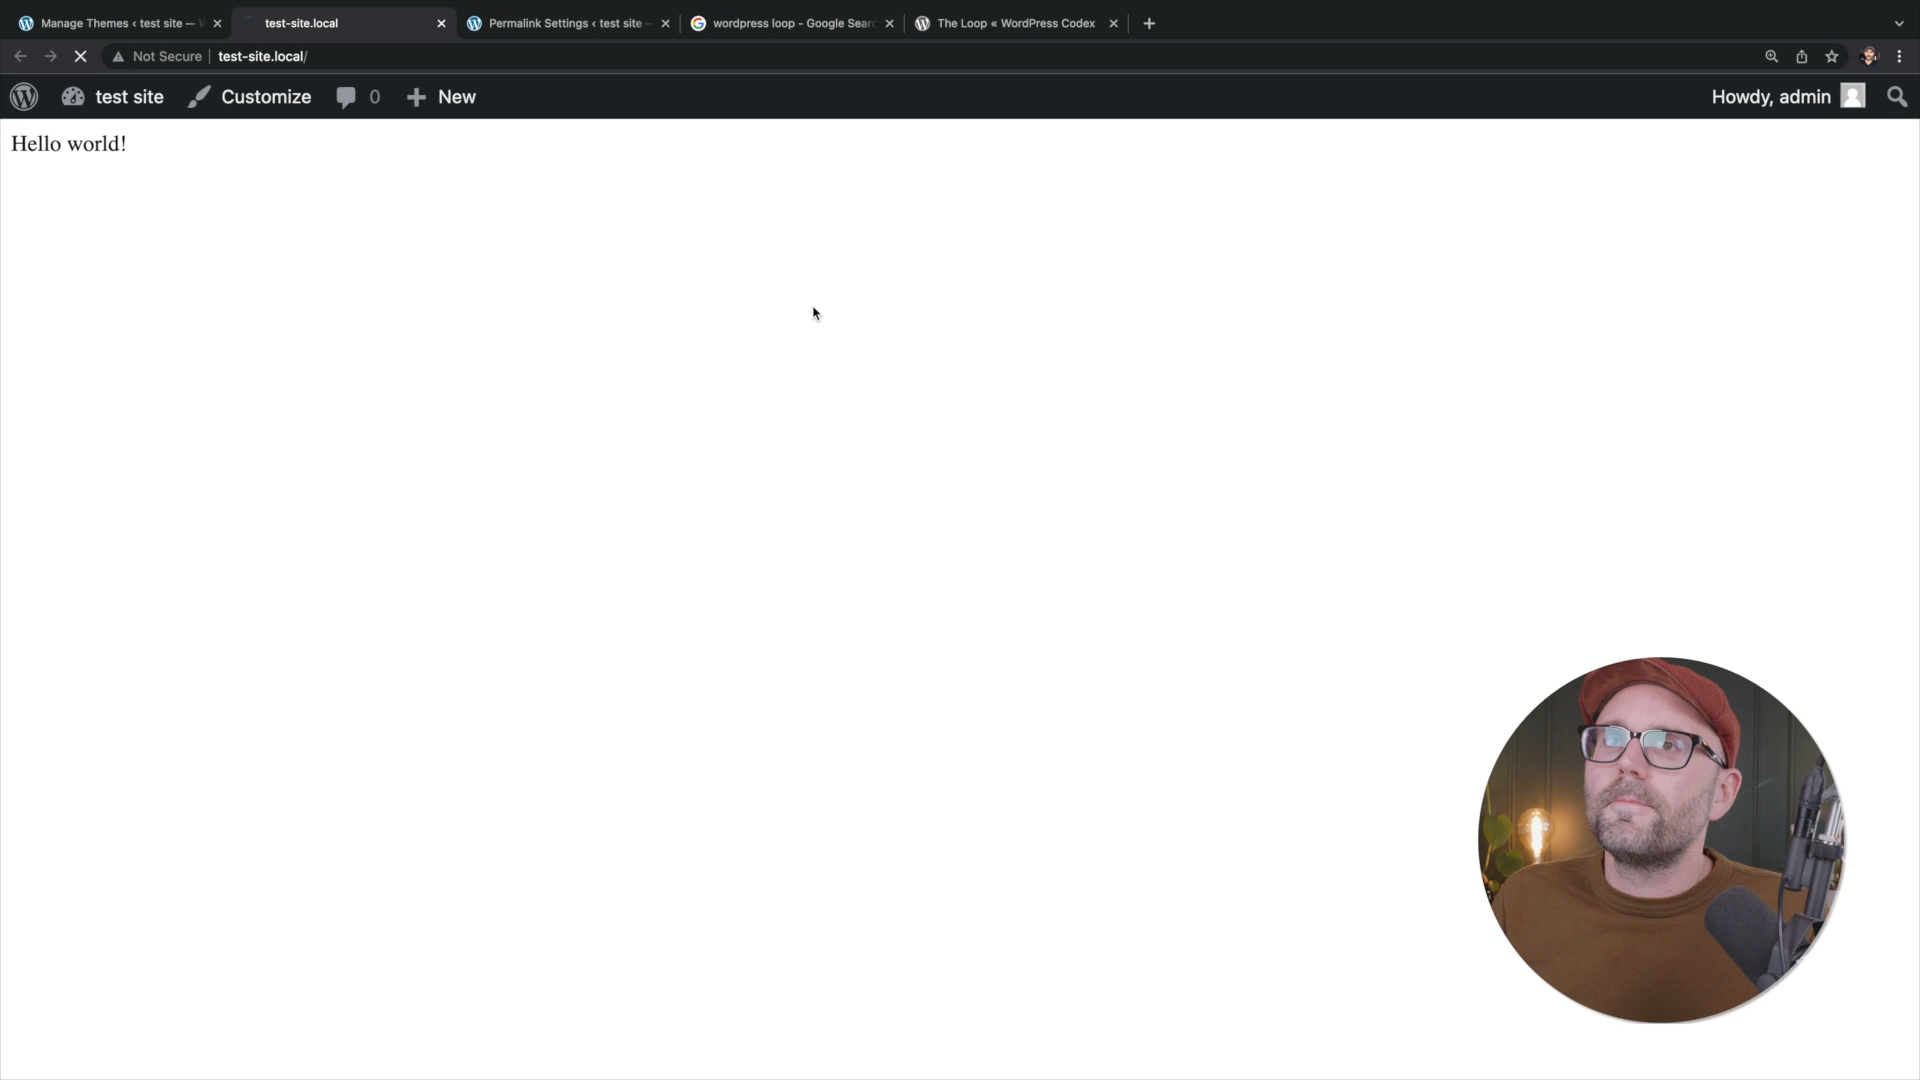 Manage Themes ‹ test site —
test-site.local
Permalink Settings ‹ test site
wordpress loop - Google Sear
The Loop « WordPress Codex
Not Secure
test-site.local/
test site
Customize
0
New
Howdy, admin
Hello world!